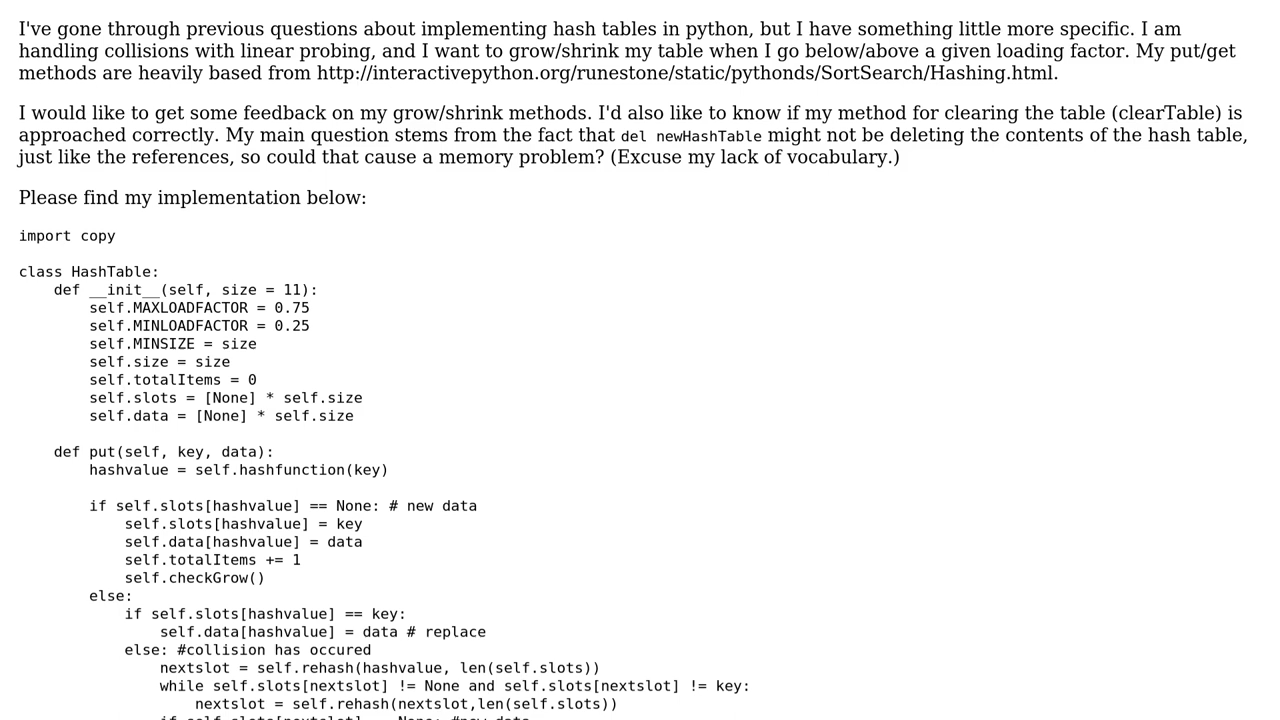 I've gone through previous questions about implementing hash tables in python, but I have something little more specific. I am
handling collisions with linear probing, and I want to grow/shrink my table when I go below/above a given loading factor. My put/get
methods are heavily based from http://interactivepython.org/runestone/static/pythonds/SortSearch/Hashing.html.
I would like to get some feedback on my grow/shrink methods. I'd also like to know if my method for clearing the table (clearTable) is
approached correctly. My main question stems from the fact that del newHashTable might not be deleting the contents of the hash table,
just like the references, so could that cause a memory problem? (Excuse my lack of vocabulary.)
Please find my implementation below:
import copy
class HashTable:
    def __init__(self, size = 11):
        self.MAXLOADFACTOR = 0.75
        self.MINLOADFACTOR = 0.25
        self.MINSIZE = size
        self.size = size
        self.totalItems = 0
        self.slots = [None] * self.size
        self.data = [None] * self.size
    def put(self, key, data):
        hashvalue = self.hashfunction(key)
        if self.slots[hashvalue] == None: # new data
            self.slots[hashvalue] = key
            self.data[hashvalue] = data
            self.totalItems += 1
            self.checkGrow()
        else:
            if self.slots[hashvalue] == key:
                self.data[hashvalue] = data # replace
            else: #collision has occured
                nextslot = self.rehash(hashvalue, len(self.slots))
                while self.slots[nextslot] != None and self.slots[nextslot] != key:
                    nextslot = self.rehash(nextslot,len(self.slots))